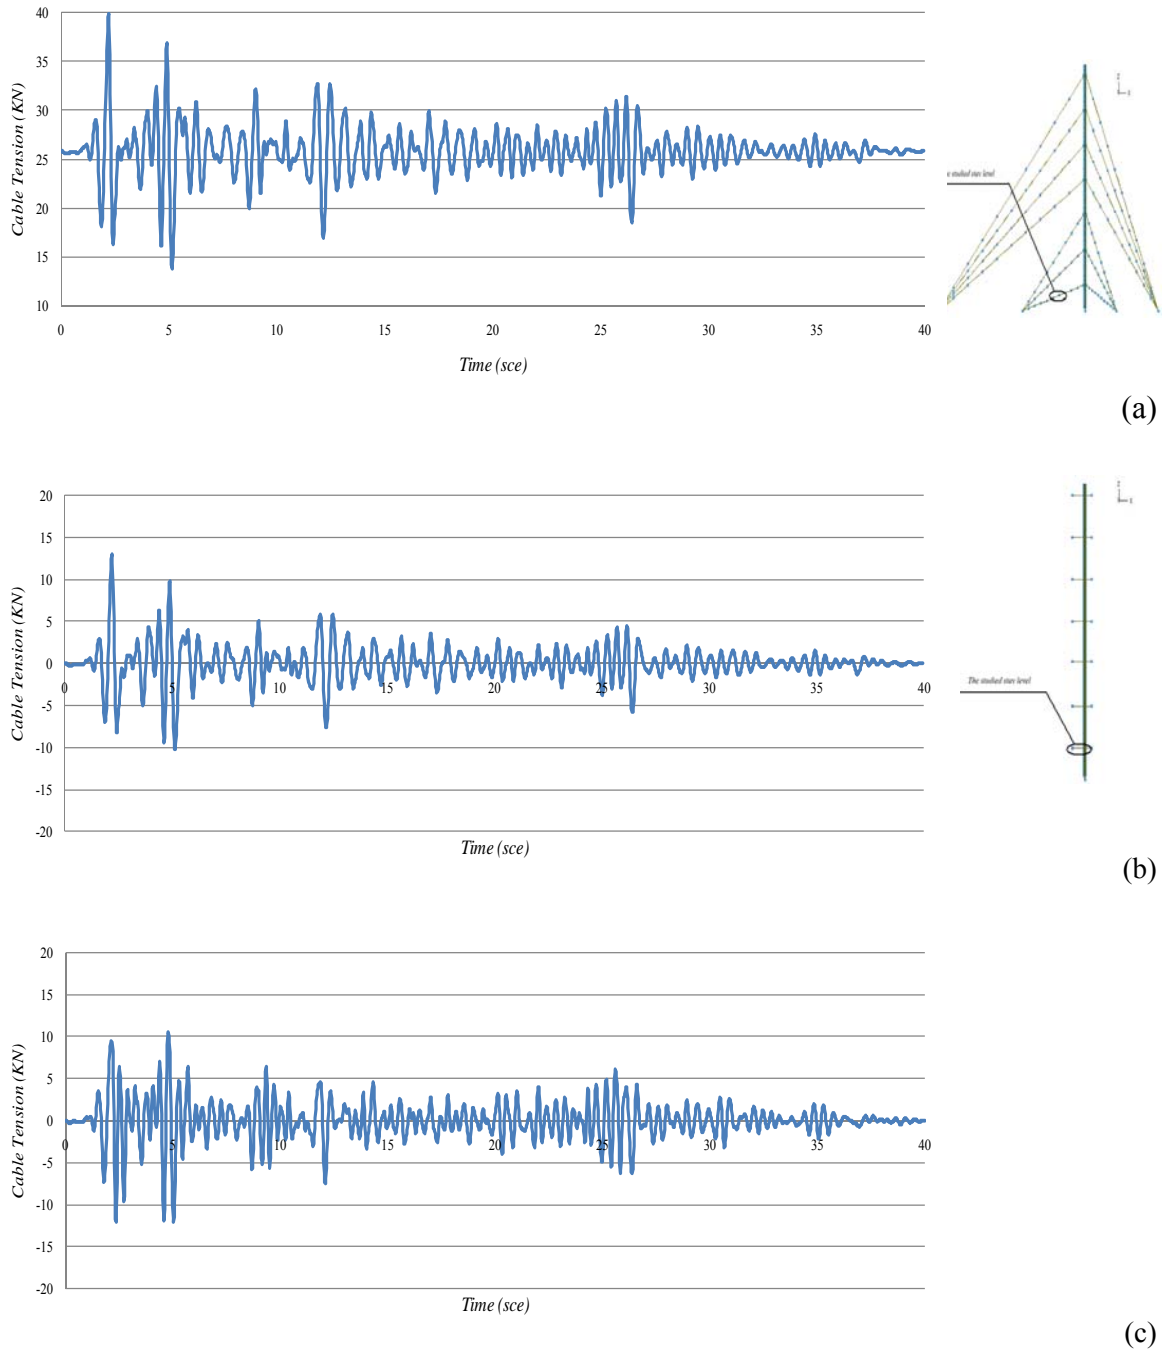 40
35
30
25
20
15
10
Cable Tension (KN)
0 5 10 15 20 25 30 35 40
Time (sce)
e studied stay level
Z
X
(a)
20
15
10
5
0
-5
-10
-15
-20
Cable Tension (KN)
0 5 10 15 20 25 30 35 40
Time (sce)
The studied stay level
Z
X
(b)
20
15
10
5
0
-5
-10
-15
-20
Cable Tension (KN)
0 5 10 15 20 25 30 35 40
Time (sce)
(c)